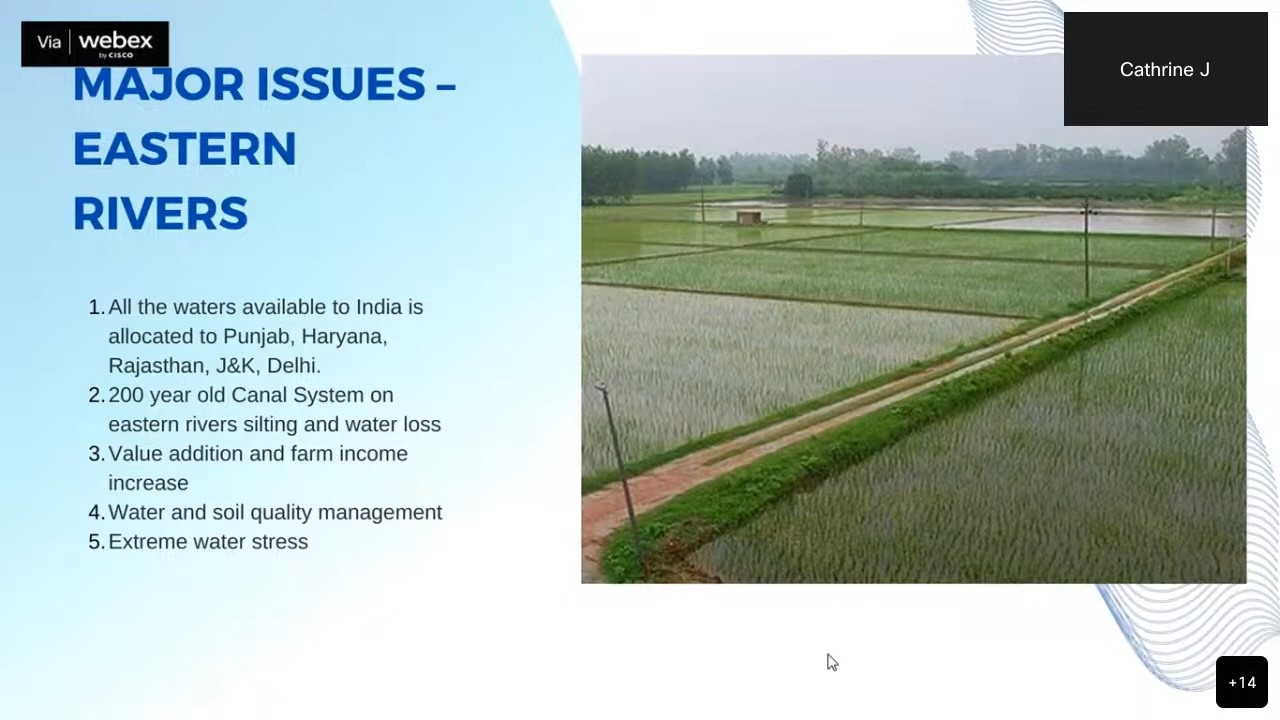 Via webex
by CISCO
MAJOR ISSUES –
EASTERN
RIVERS
1. All the waters available to India is
allocated to Punjab, Haryana,
Rajasthan, J&K, Delhi.
2. 200 year old Canal System on
eastern rivers silting and water loss
3. Value addition and farm income
increase
4. Water and soil quality management
5. Extreme water stress
Cathrine J
+14